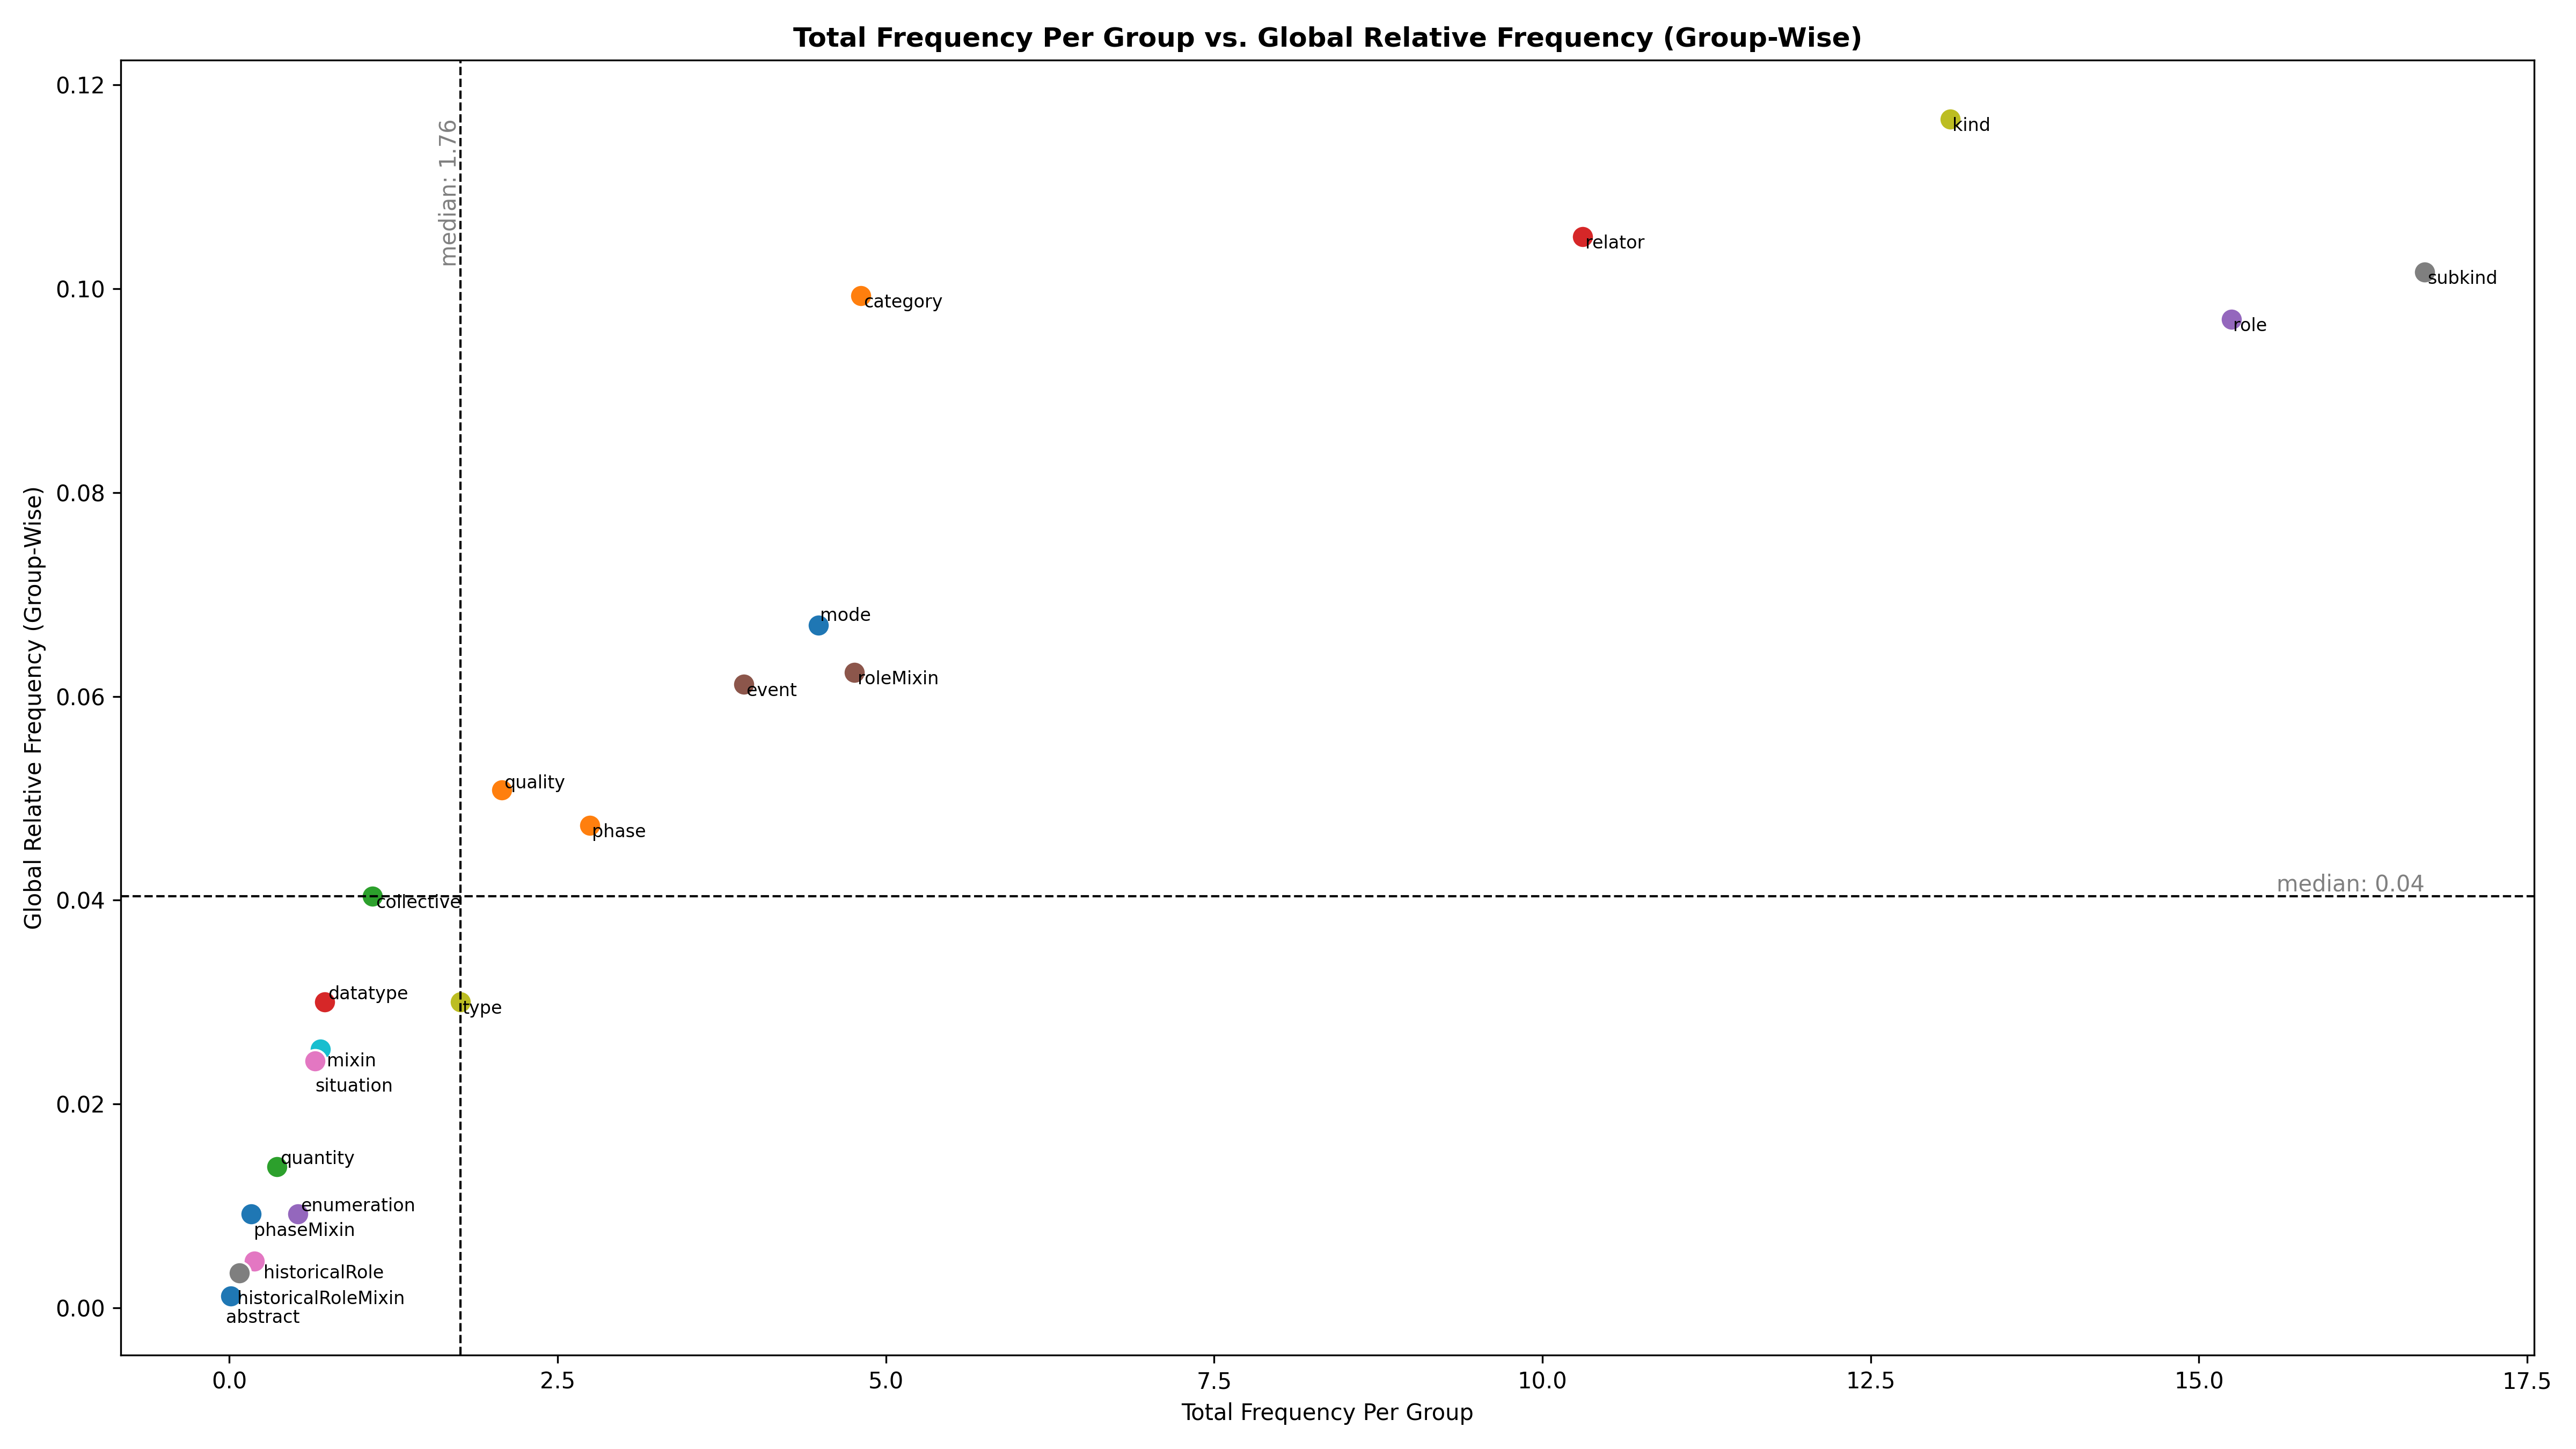 Total Frequency Per Group vs. Global Relative Frequency (Group-Wise)
Global Relative Frequency (Group-Wise)
0.12
0.10
0.08
0.06
0.04
0.02
0.00
median: 1.76
kind
relator
subkind
category
role
mode
roleMixin
event
quality
phase
median: 0.04
collective
datatype
type
mixin
situation
quantity
enumeration
phaseMixin
historicalRole
historicalRoleMixin
abstract
0.0 2.5 5.0 7.5 10.0 12.5 15.0 17.5
Total Frequency Per Group